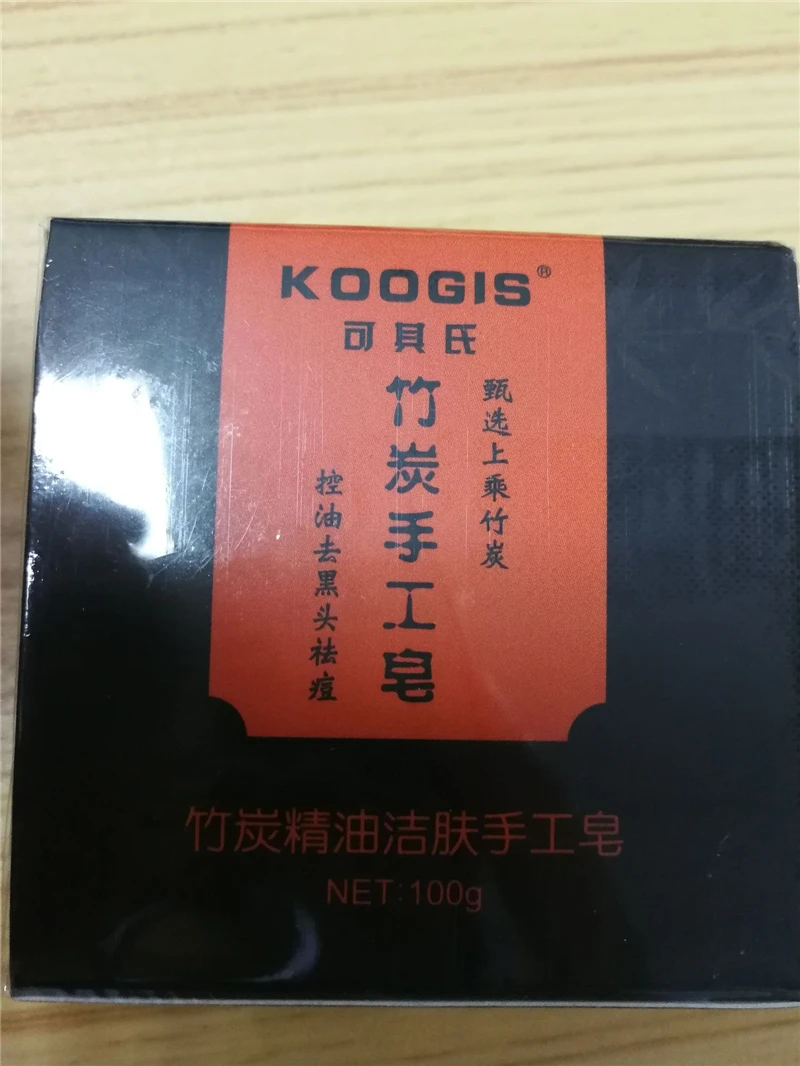 KOOGIS®
可其氏
甄选上乘竹炭
竹炭手工皂
控油去黑头祛痘
竹炭精油洁肤手工皂
NET:100g